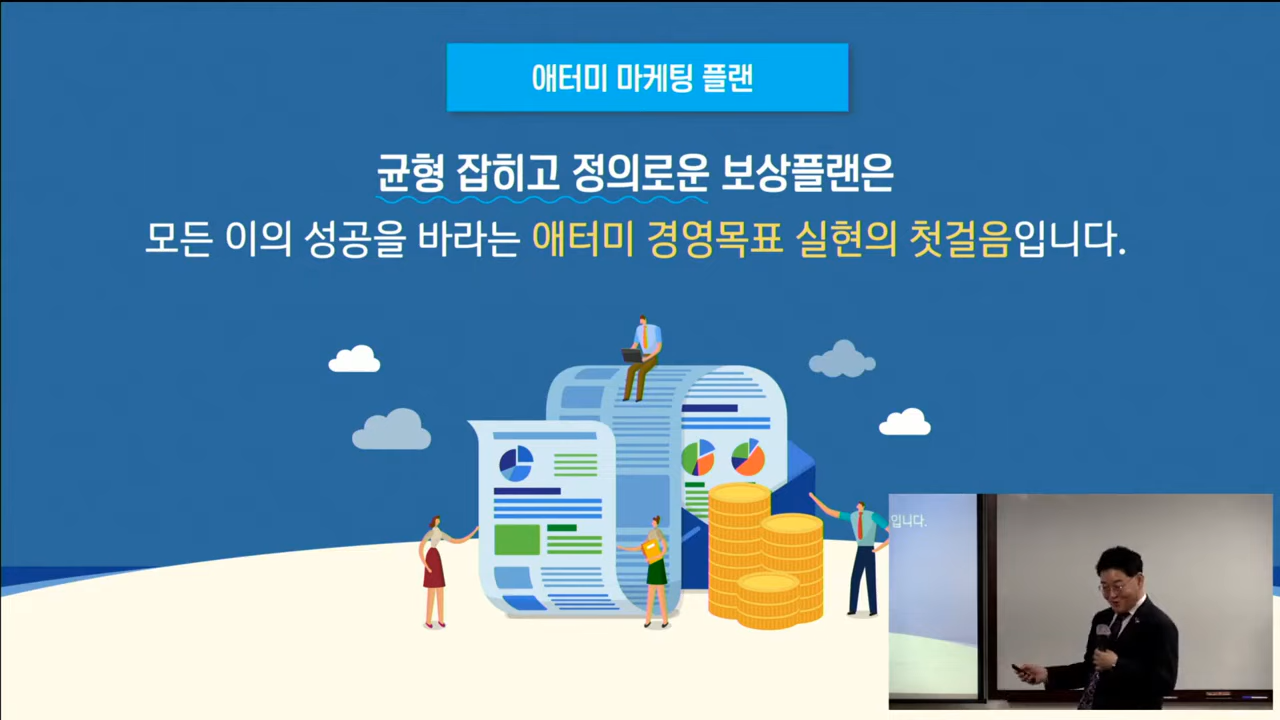 애터미 마케팅 플랜
균형 잡히고 정의로운 보상플랜은
모든 이의 성공을 바라는 애터미 경영목표 실현의 첫걸음입니다.
입니다.